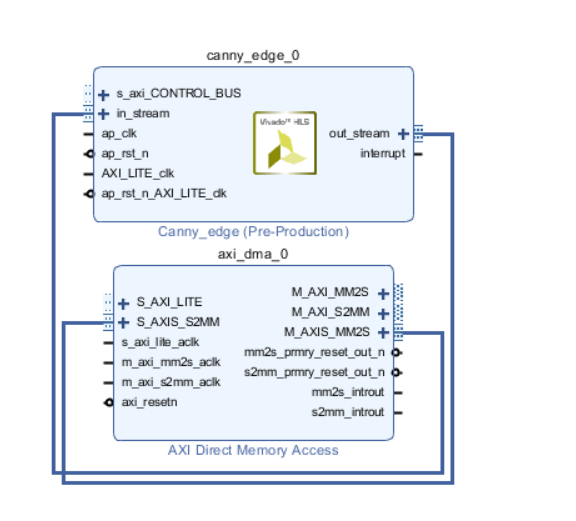 canny_edge_0
s_axi_CONTROL_BUS
in_stream
ap_clk
ap_rst_n
AXI_LITE_clk
ap_rst_n_AXI_LITE_clk
Vivado™ HLS
out_stream
interrupt
Canny_edge (Pre-Production)
axi_dma_0
S_AXI_LITE
S_AXIS_S2MM
s_axi_lite_aclk
m_axi_mm2s_aclk
m_axi_s2mm_aclk
axi_resetn
M_AXI_MM2S
M_AXI_S2MM
M_AXIS_MM2S
mm2s_prmry_reset_out_n
s2mm_prmry_reset_out_n
mm2s_introut
s2mm_introut
AXI Direct Memory Access